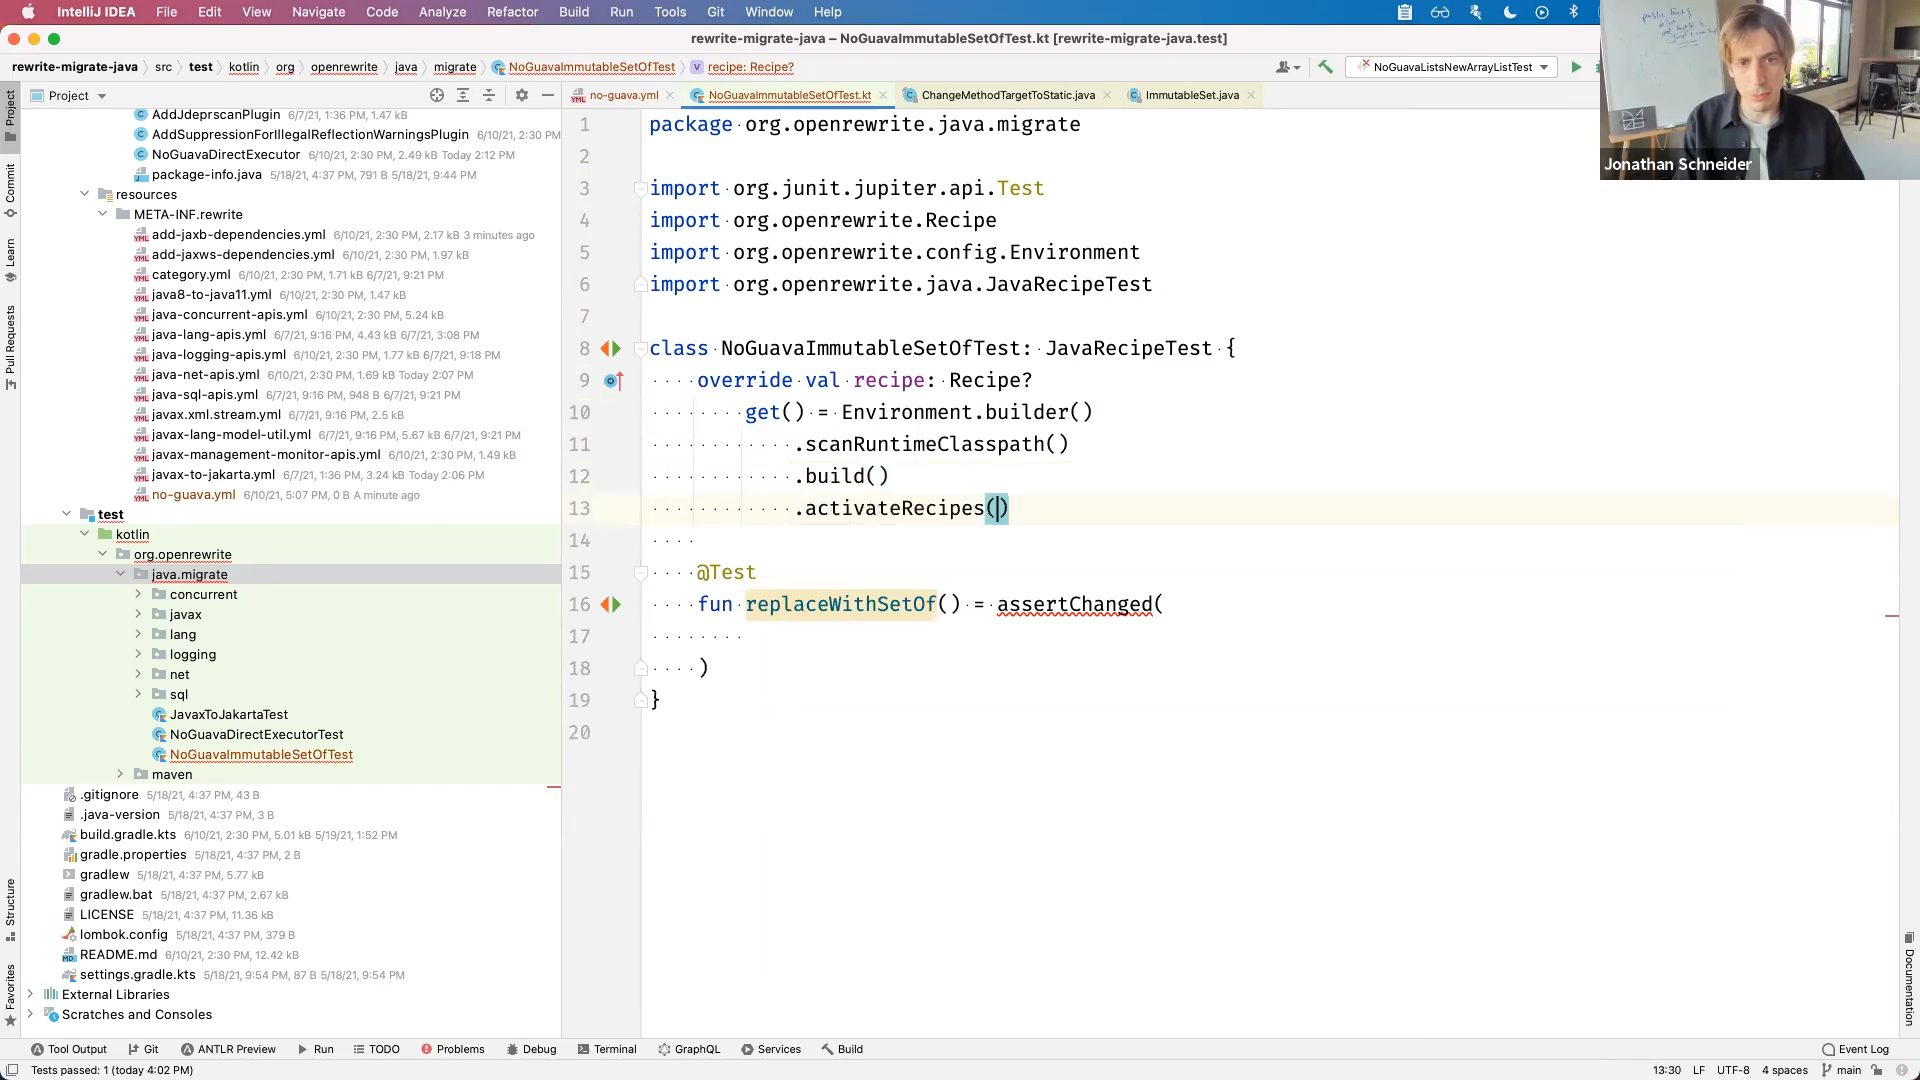 IntelliJ IDEA File Edit View Navigate Code Analyze Refactor Build Run Tools Git Window Help
rewrite-migrate-java – NoGuavaImmutableSetOfTest.kt [rewrite-migrate-java.test]
rewrite-migrate-java src test kotlin org openrewrite java migrate NoGuavaImmutableSetOfTest recipe: Recipe?
NoGuavaListsNewArrayListTest
Project
no-guava.yml NoGuavaImmutableSetOfTest.kt ChangeMethodTargetToStatic.java ImmutableSet.java
Jonathan Schneider
Project
Commit
Learn
Pull Requests
Structure
Favorites
AddJdeprscanPlugin 6/7/21, 1:36 PM, 1.47 kB
AddSuppressionForIllegalReflectionWarningsPlugin 6/10/21, 2:30 PM
NoGuavaDirectExecutor 6/10/21, 2:30 PM, 2.49 kB Today 2:12 PM
package-info.java 5/18/21, 4:37 PM, 791 B 5/18/21, 9:44 PM
resources
META-INF.rewrite
add-jaxb-dependencies.yml 6/10/21, 2:30 PM, 2.17 kB 3 minutes ago
add-jaxws-dependencies.yml 6/10/21, 2:30 PM, 1.97 kB
category.yml 6/10/21, 2:30 PM, 1.71 kB 6/7/21, 9:21 PM
java8-to-java11.yml 6/10/21, 2:30 PM, 1.47 kB
java-concurrent-apis.yml 6/10/21, 2:30 PM, 5.24 kB
java-lang-apis.yml 6/7/21, 9:16 PM, 4.43 kB 6/7/21, 3:08 PM
java-logging-apis.yml 6/10/21, 2:30 PM, 1.77 kB 6/7/21, 9:18 PM
java-net-apis.yml 6/10/21, 2:30 PM, 1.69 kB Today 2:07 PM
java-sql-apis.yml 6/7/21, 9:16 PM, 948 B 6/7/21, 9:21 PM
javax.xml.stream.yml 6/7/21, 9:16 PM, 2.5 kB
javax-lang-model-util.yml 6/7/21, 9:16 PM, 5.67 kB 6/7/21, 9:21 PM
javax-management-monitor-apis.yml 6/10/21, 2:30 PM, 1.49 kB
javax-to-jakarta.yml 6/7/21, 1:36 PM, 3.24 kB Today 2:06 PM
no-guava.yml 6/10/21, 5:07 PM, 0 B A minute ago
test
kotlin
org.openrewrite
java.migrate
concurrent
javax
lang
logging
net
sql
JavaxToJakartaTest
NoGuavaDirectExecutorTest
NoGuavaImmutableSetOfTest
maven
.gitignore 5/18/21, 4:37 PM, 43 B
.java-version 5/18/21, 4:37 PM, 3 B
build.gradle.kts 6/10/21, 2:30 PM, 5.01 kB 5/19/21, 1:52 PM
gradle.properties 5/18/21, 4:37 PM, 2 B
gradlew 5/18/21, 4:37 PM, 5.77 kB
gradlew.bat 5/18/21, 4:37 PM, 2.67 kB
LICENSE 5/18/21, 4:37 PM, 11.36 kB
lombok.config 5/18/21, 4:37 PM, 379 B
README.md 6/10/21, 2:30 PM, 12.42 kB
settings.gradle.kts 5/18/21, 9:54 PM, 87 B 5/18/21, 9:54 PM
External Libraries
Scratches and Consoles
1 package org.openrewrite.java.migrate
2
3 import org.junit.jupiter.api.Test
4 import org.openrewrite.Recipe
5 import org.openrewrite.config.Environment
6 import org.openrewrite.java.JavaRecipeTest
7
8 class NoGuavaImmutableSetOfTest: JavaRecipeTest {
9 override val recipe: Recipe?
10 get() = Environment.builder()
11 .scanRuntimeClasspath()
12 .build()
13 .activateRecipes()
14
15 @Test
16 fun replaceWithSetOf() = assertChanged(
17
18 )
19 }
20
Documentation
Tool Output Git ANTLR Preview Run TODO Problems Debug Terminal GraphQL Services Build Event Log
Tests passed: 1 (today 4:02 PM) 13:30 LF UTF-8 4 spaces main